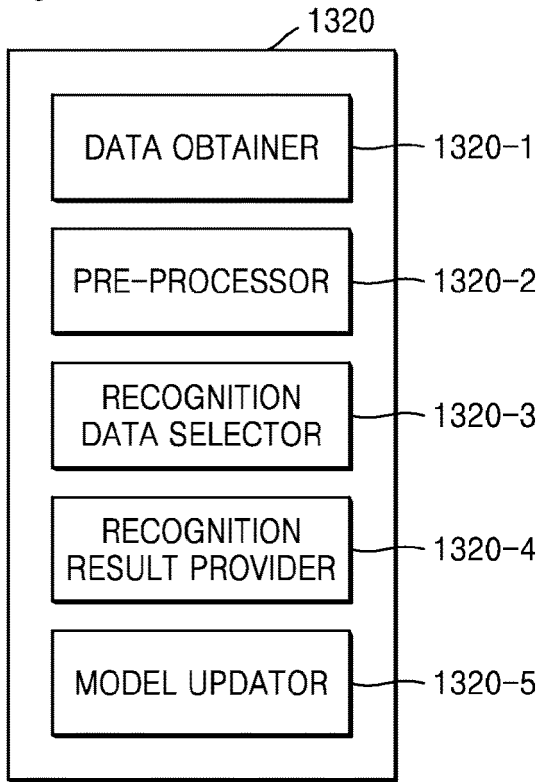 1320
DATA OBTAINER
1320-1
PRE-PROCESSOR
1320-2
RECOGNITION
DATA SELECTOR
1320-3
RECOGNITION
RESULT PROVIDER
1320-4
MODEL UPDATOR
1320-5